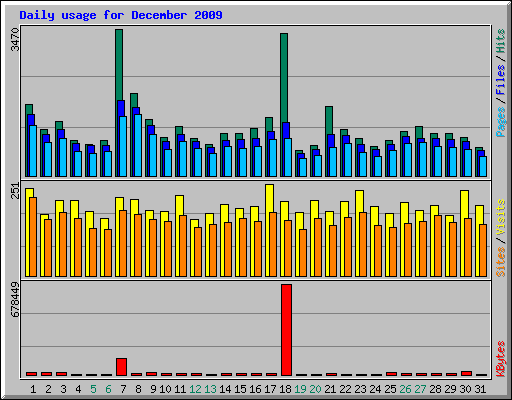 Daily usage for December 2009
3470
251
678449
Pages / Files / Hits
Sites / Visits
KBytes
1 2 3 4 5 6 7 8 9 10 11 12 13 14 15 16 17 18 19 20 21 22 23 24 25 26 27 28 29 30 31